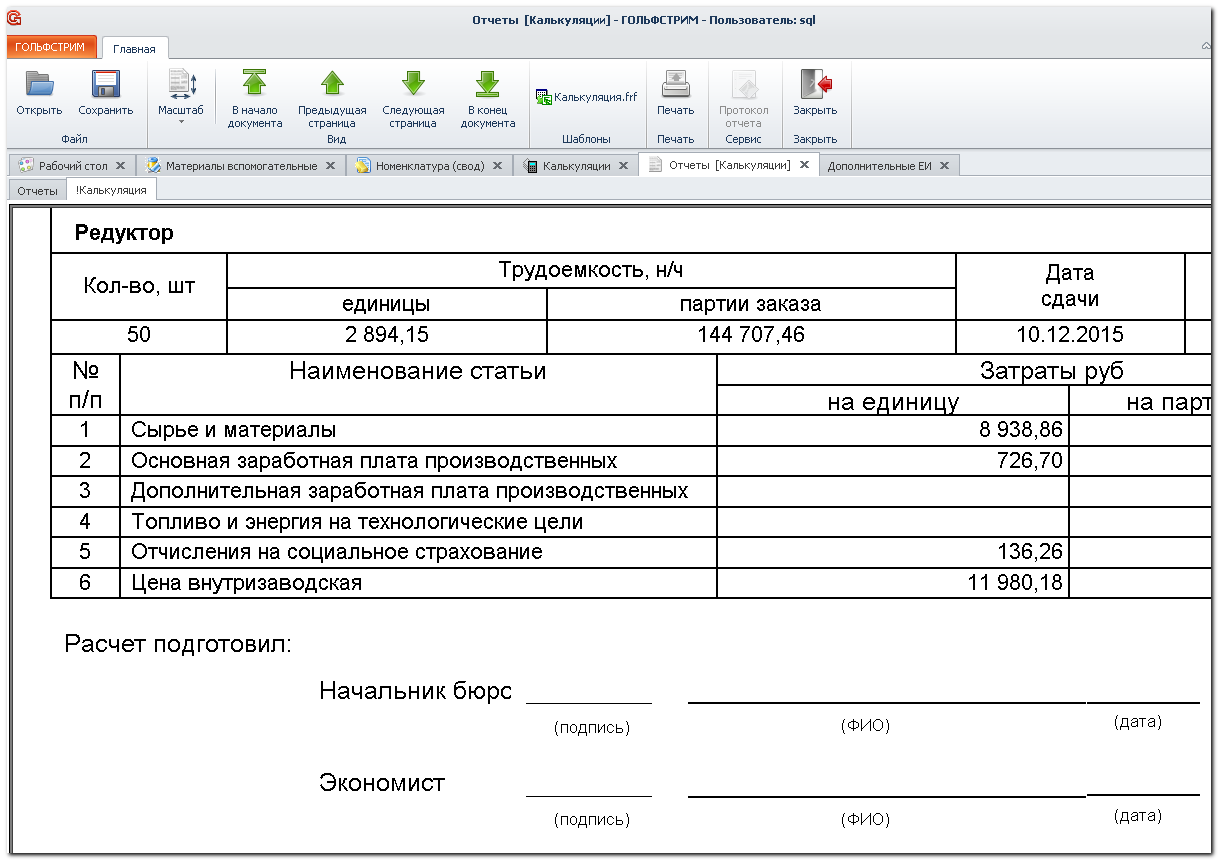 G
Отчеты [Калькуляции] - ГОЛЬФСТРИМ - Пользователь: sql
ГОЛЬФСТРИМ Главная
Открыть Сохранить Масштаб В начало документа Предыдущая страница Следующая страница В конец документа Калькуляция.frf Печать Протокол отчета Закрыть
Файл Вид Шаблоны Печать Сервис Закрыть
Рабочий стол Материалы вспомогательные Номенклатура (свод) Калькуляции Отчеты [Калькуляции] Дополнительные ЕИ
Отчеты !Калькуляция
Редуктор
Кол-во, шт Трудоемкость, н/ч Дата сдачи
единицы партии заказа
50 2 894,15 144 707,46 10.12.2015
№ п/п Наименование статьи Затраты руб
на единицу на парт
1 Сырье и материалы 8 938,86
2 Основная заработная плата производственных 726,70
3 Дополнительная заработная плата производственных
4 Топливо и энергия на технологические цели
5 Отчисления на социальное страхование 136,26
6 Цена внутризаводская 11 980,18
Расчет подготовил:
Начальник бюрс
(подпись) (ФИО) (дата)
Экономист
(подпись) (ФИО) (дата)